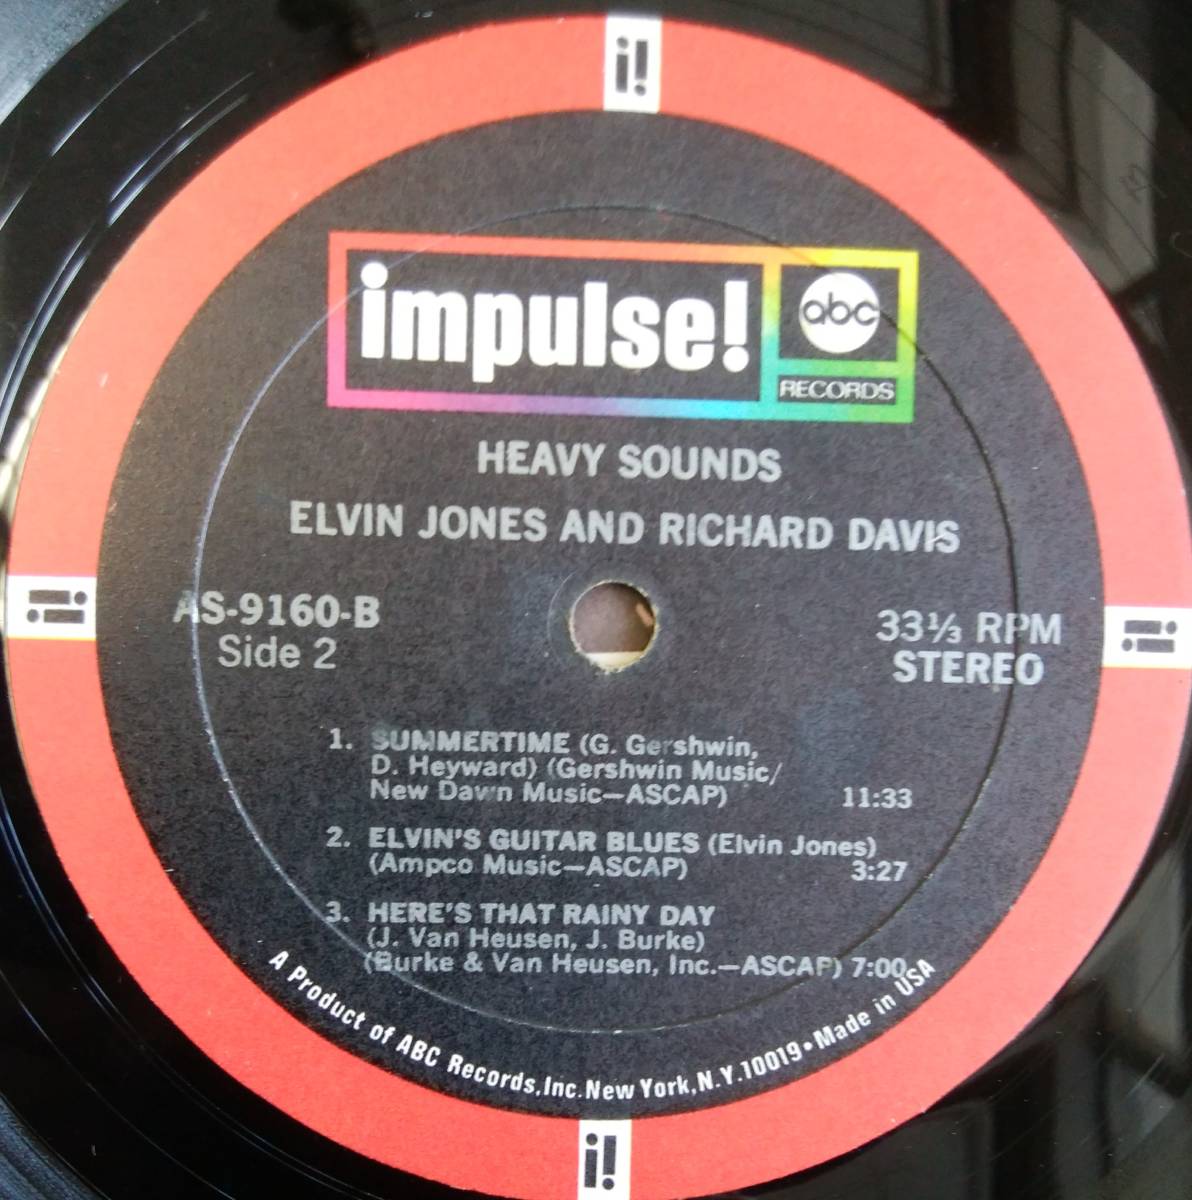 i!
impulse!
abc
RECORDS
HEAVY SOUNDS
ELVIN JONES AND RICHARD DAVIS
AS-9160-B
Side 2
33⅓ RPM
STEREO
i!
i!
1. SUMMERTIME (G. Gershwin,
D. Heyward) (Gershwin Music/
New Dawn Music—ASCAP) 11:33
2. ELVIN'S GUITAR BLUES (Elvin Jones)
(Ampco Music—ASCAP) 3:27
3. HERE'S THAT RAINY DAY
(J. Van Heusen, J. Burke)
(Burke & Van Heusen, Inc.—ASCAP) 7:00
A Product of ABC Records,Inc.New York,N.Y.10019•Made in USA
i!